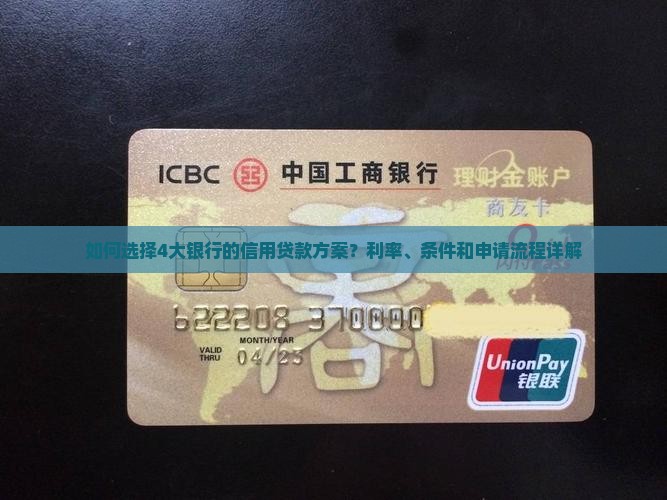 ICBC 中国工商银行 理财金账户
商友卡
如何选择4大银行的信用贷款方案？利率、条件和申请流程详解
622208 370000
MONTH/YEAR
VALID THRU 04/23
UnionPay
银联